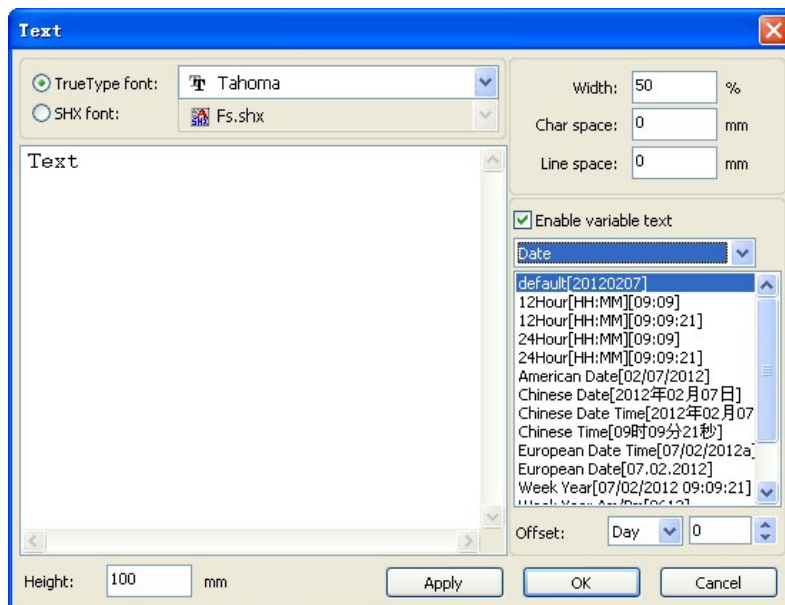 Text
TrueType font:
Tahoma
SHX font:
Fs.shx
Width: 50 %
Char space: 0 mm
Line space: 0 mm
Text
Enable variable text
Date
default[20120207]
12Hour[HH:MM][09:09]
12Hour[HH:MM][09:09:21]
24Hour[HH:MM][09:09]
24Hour[HH:MM][09:09:21]
American Date[02/07/2012]
Chinese Date[2012年02月07日]
Chinese Date Time[2012年02月07
Chinese Time[09时09分21秒]
European Date Time[07/02/2012a]
European Date[07.02.2012]
Week Year[07/02/2012 09:09:21]
Offset: Day 0
Height: 100 mm
Apply
OK
Cancel